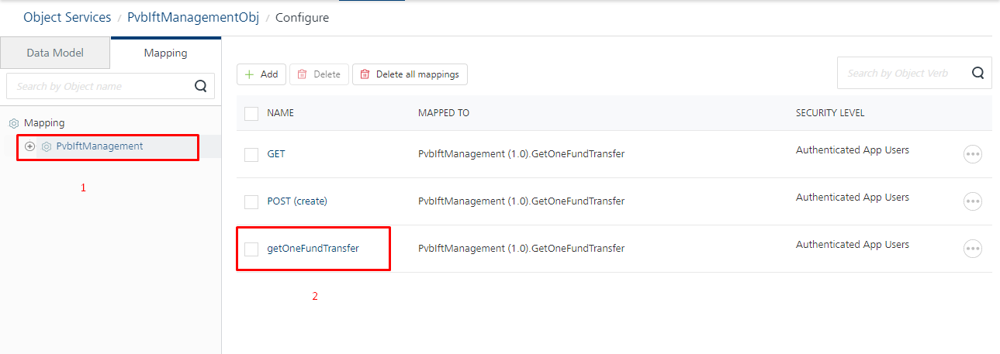 Object Services / PvbIftManagementObj / Configure
Data Model
Mapping
Search by Object name
Mapping
PvbIftManagement
1
Add
Delete
Delete all mappings
Search by Object Verb
NAME MAPPED TO SECURITY LEVEL
GET PvbIftManagement (1.0).GetOneFundTransfer Authenticated App Users
POST (create) PvbIftManagement (1.0).GetOneFundTransfer Authenticated App Users
getOneFundTransfer PvbIftManagement (1.0).GetOneFundTransfer Authenticated App Users
2